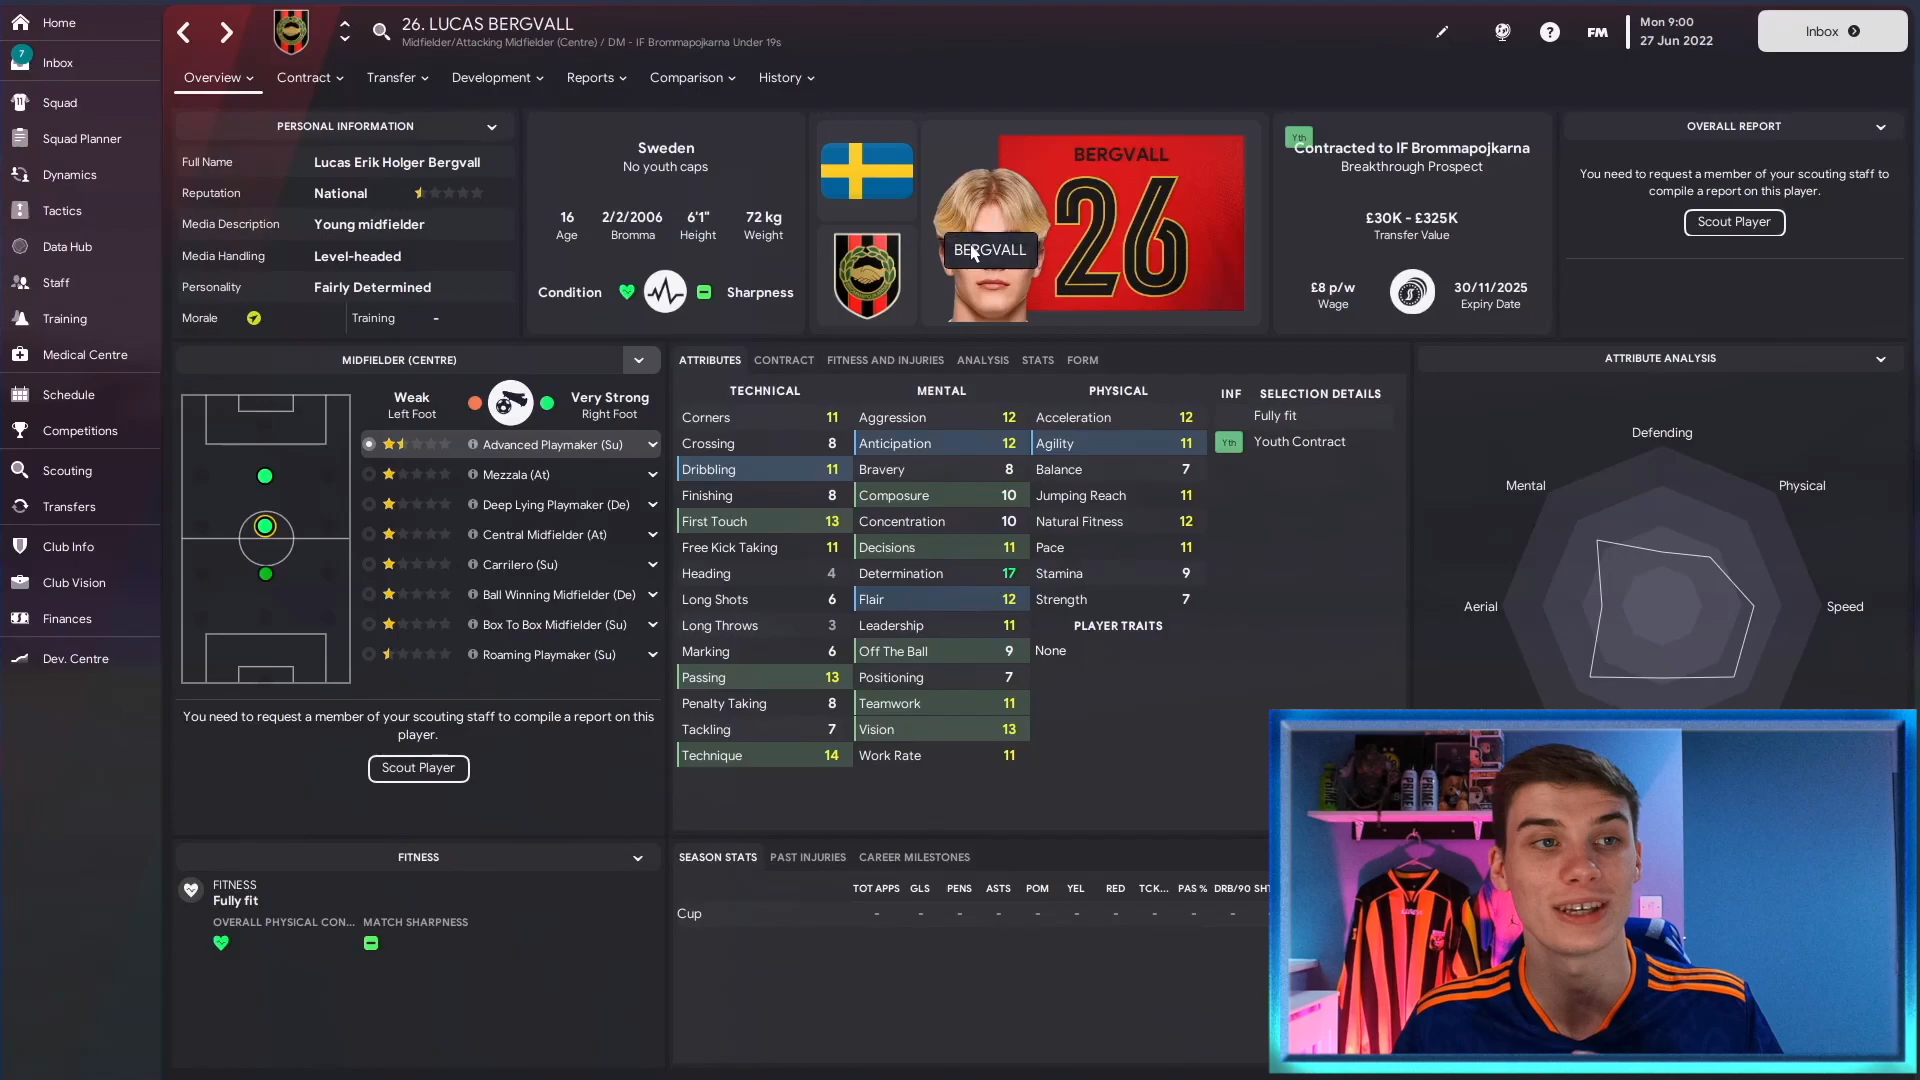 Home
7
Inbox
Squad
Squad Planner
Dynamics
Tactics
Data Hub
Staff
Training
Medical Centre
Schedule
Competitions
Scouting
Transfers
Club Info
Club Vision
Finances
Dev. Centre
26. LUCAS BERGVALL
Midfielder/Attacking Midfielder (Centre) / DM - IF Brommapojkarna Under 19s
FM
Mon 9:00
27 Jun 2022
Inbox
Overview
Contract
Transfer
Development
Reports
Comparison
History
PERSONAL INFORMATION
Full Name Lucas Erik Holger Bergvall
Reputation National
Media Description Young midfielder
Media Handling Level-headed
Personality Fairly Determined
Morale Training -
Sweden
No youth caps
16 2/2/2006 6'1" 72 kg
Age Bromma Height Weight
Condition Sharpness
BERGVALL
26
BERGVALL
Yth
Contracted to IF Brommapojkarna
Breakthrough Prospect
£30K - £325K
Transfer Value
£8 p/w 30/11/2025
Wage Expiry Date
OVERALL REPORT
You need to request a member of your scouting staff to
compile a report on this player.
Scout Player
MIDFIELDER (CENTRE)
Weak Very Strong
Left Foot Right Foot
Advanced Playmaker (Su)
Mezzala (At)
Deep Lying Playmaker (De)
Central Midfielder (At)
Carrilero (Su)
Ball Winning Midfielder (De)
Box To Box Midfielder (Su)
Roaming Playmaker (Su)
You need to request a member of your scouting staff to compile a report on this
player.
Scout Player
ATTRIBUTES CONTRACT FITNESS AND INJURIES ANALYSIS STATS FORM
TECHNICAL MENTAL PHYSICAL
Corners 11 Aggression 12 Acceleration 12
Crossing 8 Anticipation 12 Agility 11
Dribbling 11 Bravery 8 Balance 7
Finishing 8 Composure 10 Jumping Reach 11
First Touch 13 Concentration 10 Natural Fitness 12
Free Kick Taking 11 Decisions 11 Pace 11
Heading 4 Determination 17 Stamina 9
Long Shots 6 Flair 12 Strength 7
Long Throws 3 Leadership 11 PLAYER TRAITS
Marking 6 Off The Ball 9 None
Passing 13 Positioning 7
Penalty Taking 8 Teamwork 11
Tackling 7 Vision 13
Technique 14 Work Rate 11
INF SELECTION DETAILS
Fully fit
Yth Youth Contract
ATTRIBUTE ANALYSIS
Defending
Mental Physical
Aerial Speed
FITNESS
FITNESS
Fully fit
OVERALL PHYSICAL CON... MATCH SHARPNESS
SEASON STATS PAST INJURIES CAREER MILESTONES
TOT APPS GLS PENS ASTS POM YEL RED TCK... PAS % DRB/90 SHT
Cup - - - - - - - - - - -
PRIME